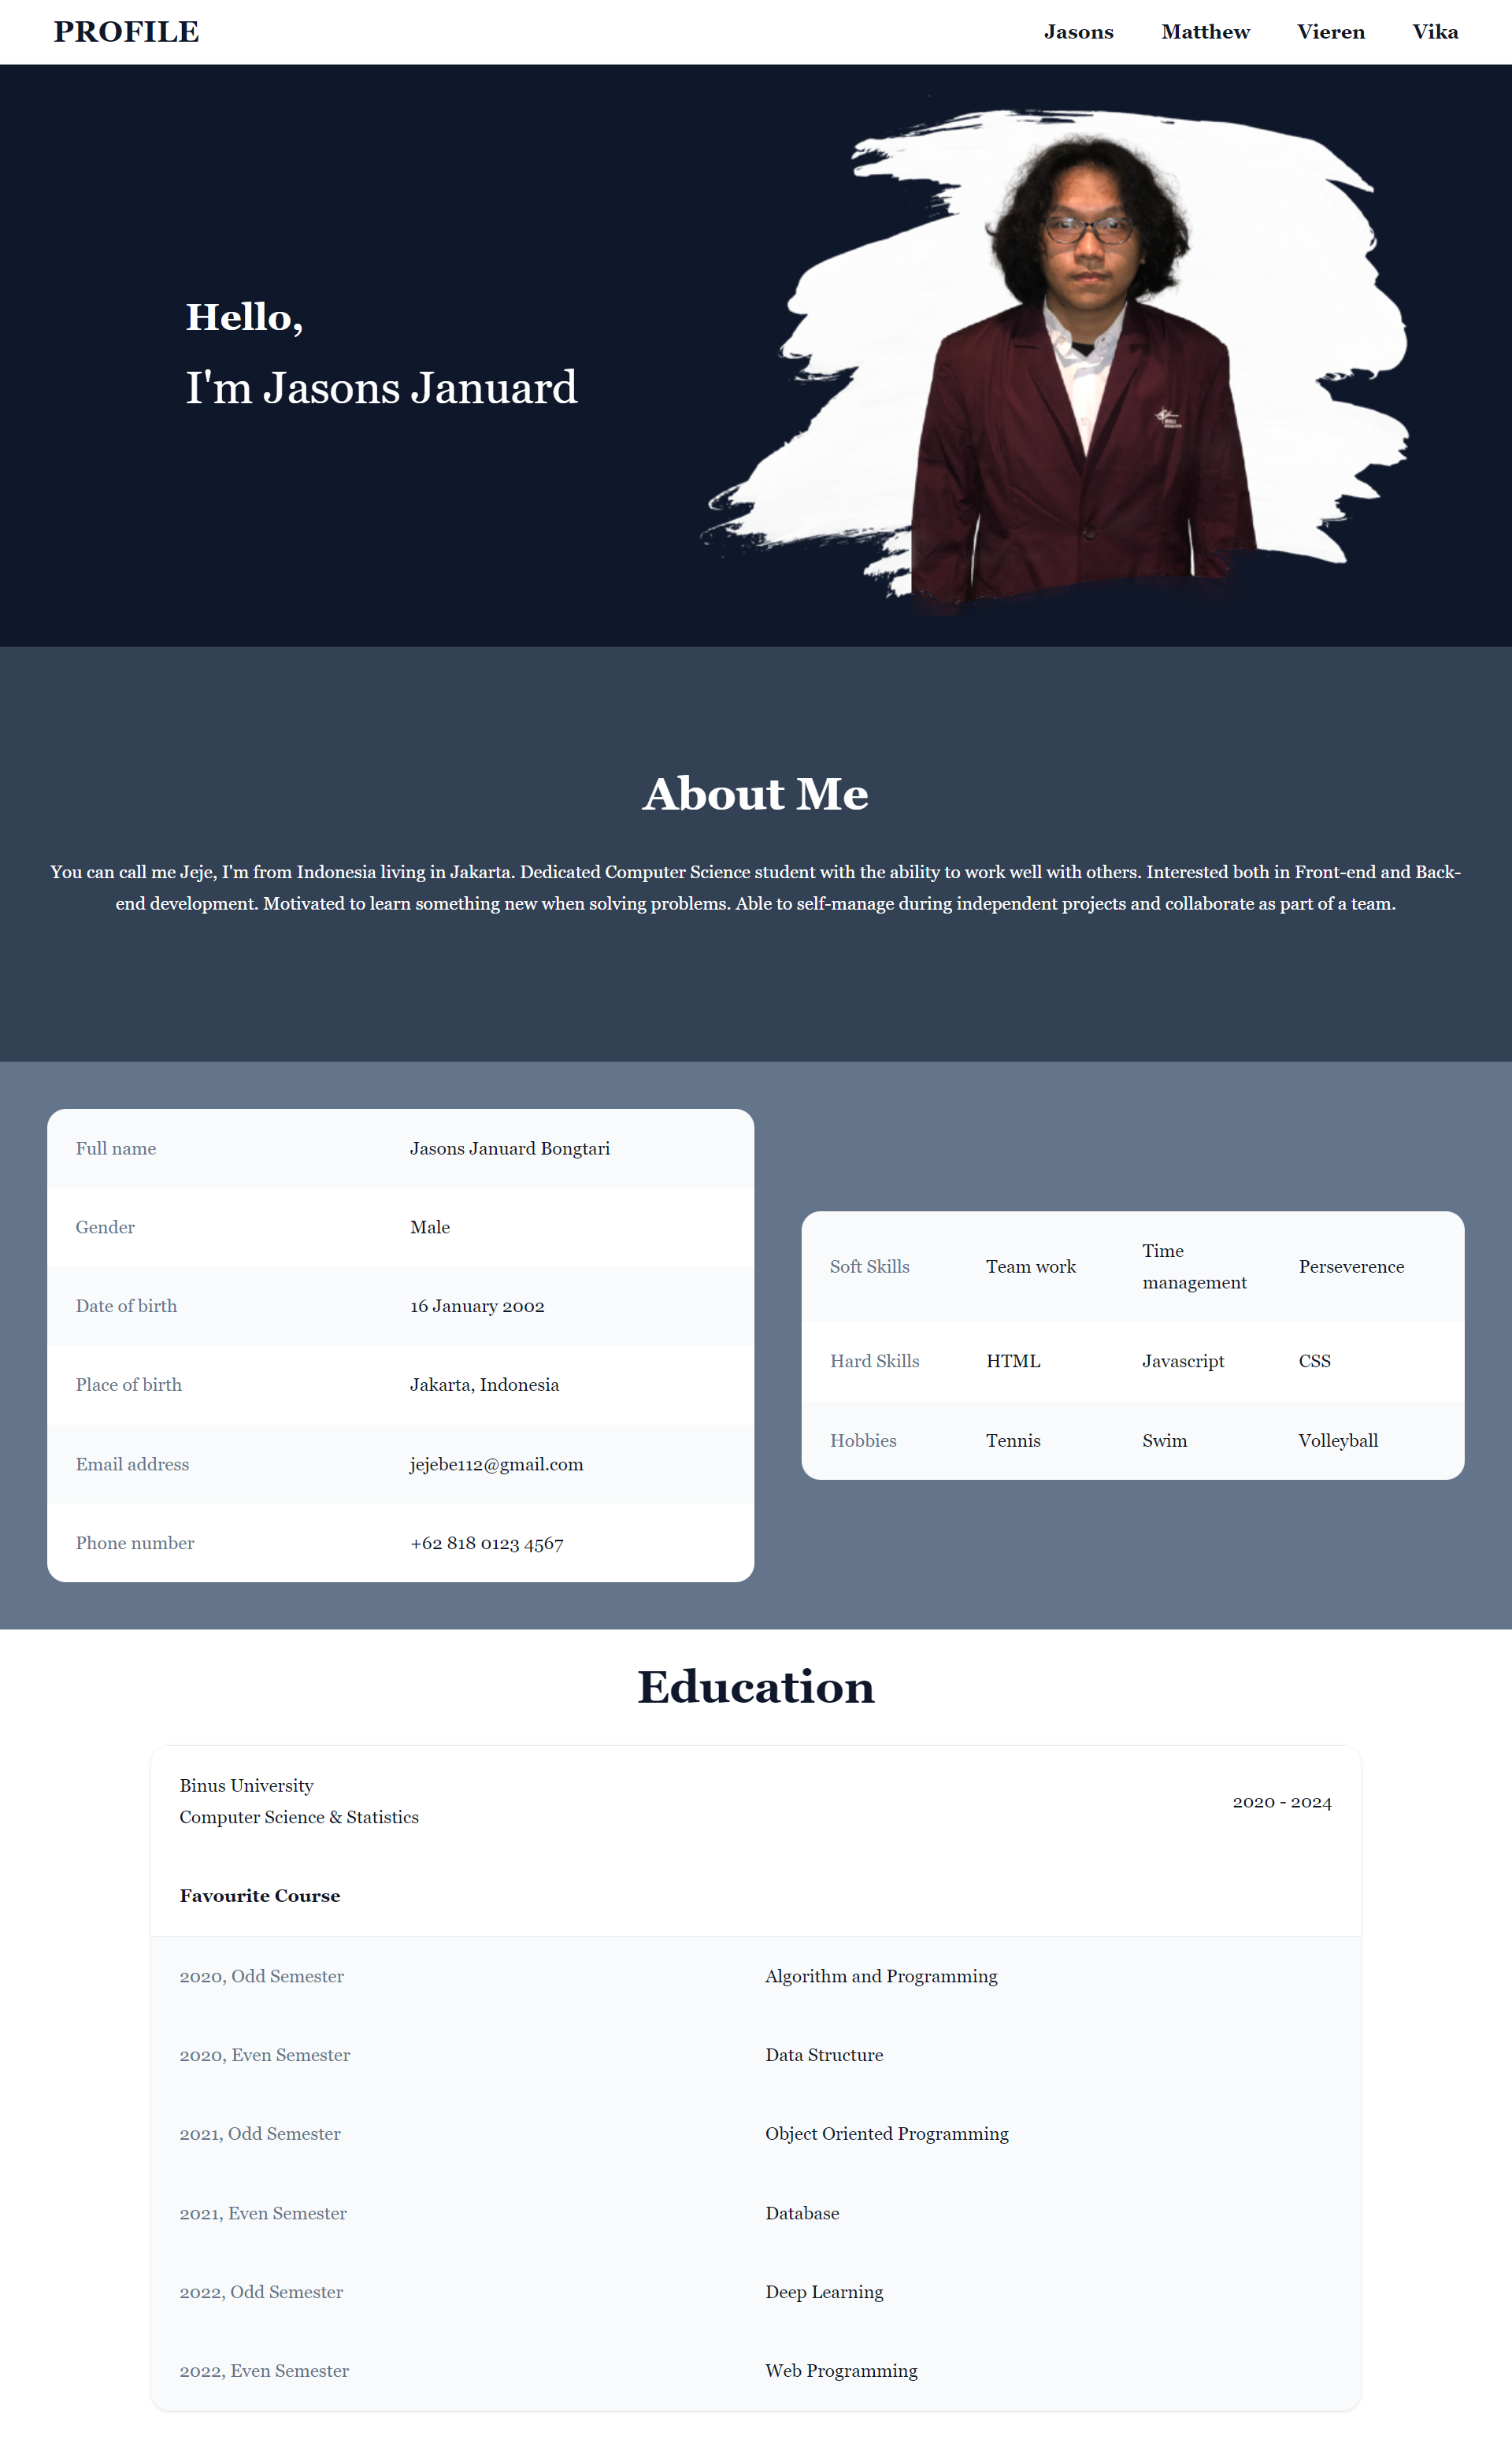 PROFILE
Jasons Matthew Vieren Vika
Hello,
I'm Jasons Januard
About Me
You can call me Jeje, I'm from Indonesia living in Jakarta. Dedicated Computer Science student with the ability to work well with others. Interested both in Front-end and Back-
end development. Motivated to learn something new when solving problems. Able to self-manage during independent projects and collaborate as part of a team.
Full name Jasons Januard Bongtari
Gender Male
Date of birth 16 January 2002
Place of birth Jakarta, Indonesia
Email address jejebe112@gmail.com
Phone number +62 818 0123 4567
Soft Skills Team work Time management Perseverence
Hard Skills HTML Javascript CSS
Hobbies Tennis Swim Volleyball
Education
Binus University
Computer Science & Statistics
2020 - 2024
Favourite Course
2020, Odd Semester Algorithm and Programming
2020, Even Semester Data Structure
2021, Odd Semester Object Oriented Programming
2021, Even Semester Database
2022, Odd Semester Deep Learning
2022, Even Semester Web Programming